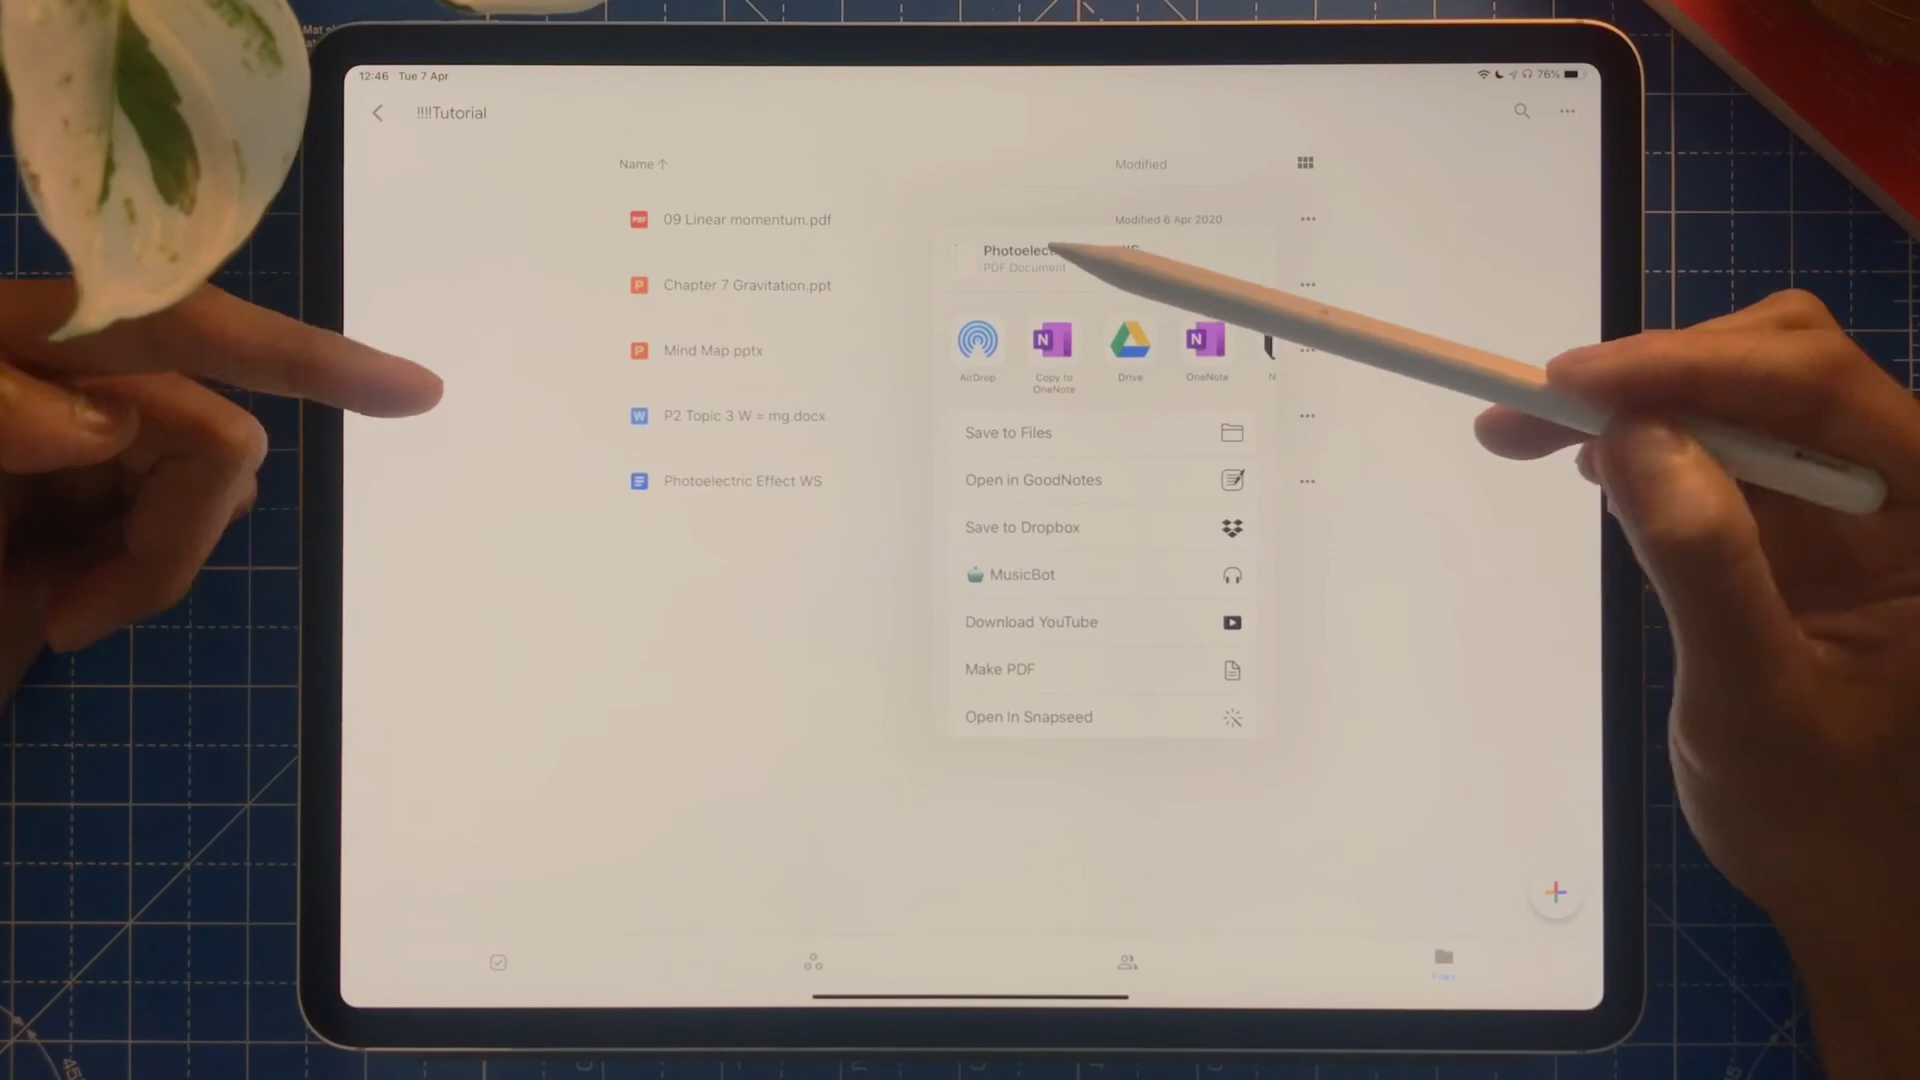 12:46 Tue 7 Apr
76%
!!!!Tutorial
Name ↑
Modified
09 Linear momentum.pdf
Modified 6 Apr 2020
Chapter 7 Gravitation.ppt
Mind Map.pptx
P2 Topic 3 W = mg.docx
Photoelectric Effect WS
Photoelec
PDF Document
AirDrop
Copy to
OneNote
Drive
OneNote
N
Save to Files
Open in GoodNotes
Save to Dropbox
MusicBot
Download YouTube
Make PDF
Open in Snapseed